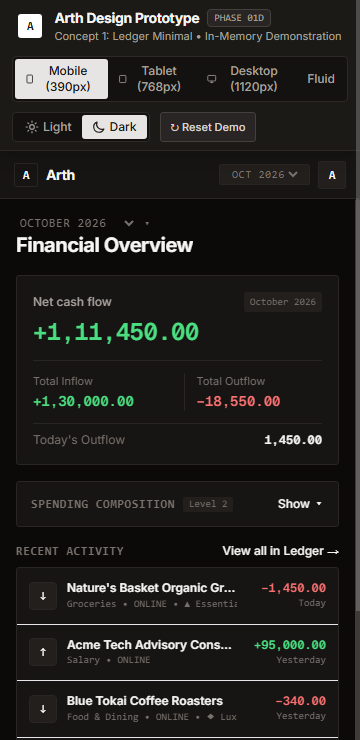 A
Arth Design Prototype PHASE 01D
Concept 1: Ledger Minimal • In-Memory Demonstration
Mobile (390px)
Tablet (768px)
Desktop (1120px)
Fluid
Light
Dark
↻ Reset Demo
A Arth OCT 2026 A
OCTOBER 2026
Financial Overview
Net cash flow October 2026
+1,11,450.00
Total Inflow Total Outflow
+1,30,000.00 −18,550.00
Today's Outflow 1,450.00
SPENDING COMPOSITION Level 2 Show
RECENT ACTIVITY View all in Ledger →
↓ Nature's Basket Organic Gr... −1,450.00
Groceries • ONLINE • ▲ Essentia Today
↑ Acme Tech Advisory Cons... +95,000.00
Salary • ONLINE Yesterday
↓ Blue Tokai Coffee Roasters −340.00
Food & Dining • ONLINE • ◆ Lux Yesterday